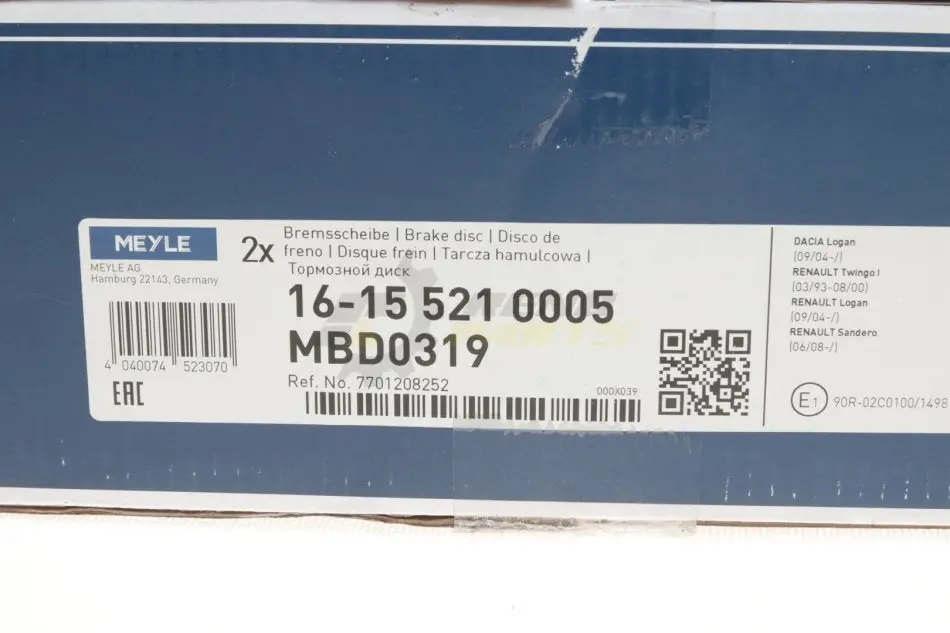 MEYLE
MEYLE AG
Hamburg 22143, Germany
4 040074 523070
EAC
2x
Bremsscheibe | Brake disc | Disco de
freno | Disque frein | Tarcza hamulcowa |
Тормозной диск
16-15 521 0005
MBD0319
Ref. No. 7701208252
000X039
DACIA Logan
(09/04-/)
RENAULT Twingo I
(03/93-08/00)
RENAULT Logan
(09/04-/)
RENAULT Sandero
(06/08-/)
E1 90R-02C0100/1498